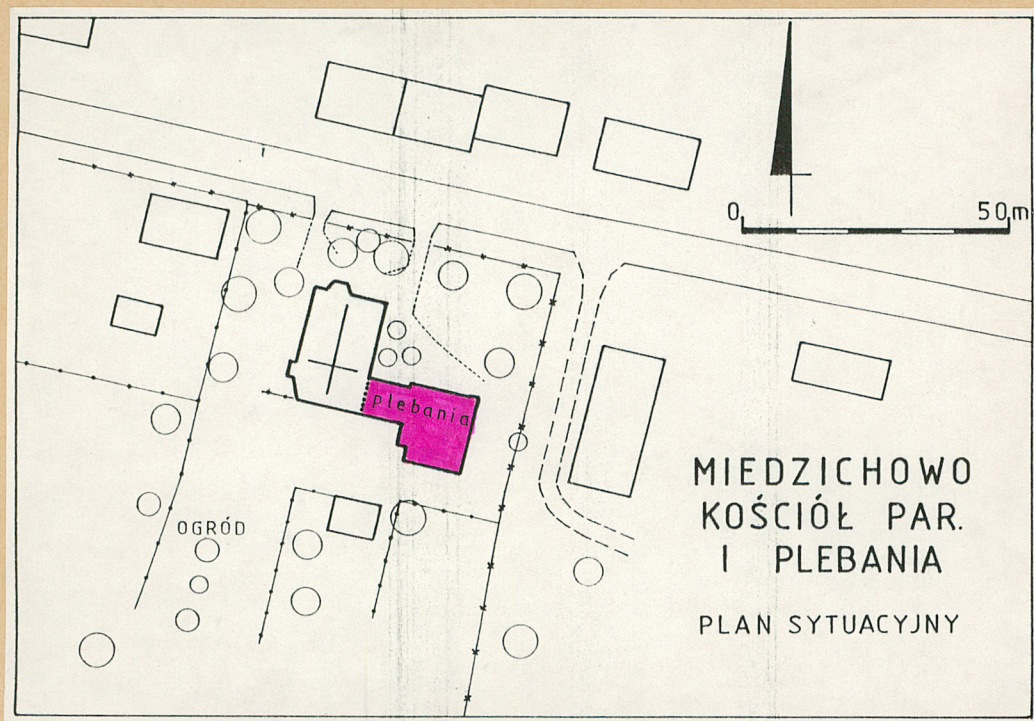 0 50m
plebania
MIEDZICHOWO
KOŚCIÓŁ PAR.
I PLEBANIA
OGRÓD
PLAN SYTUACYJNY